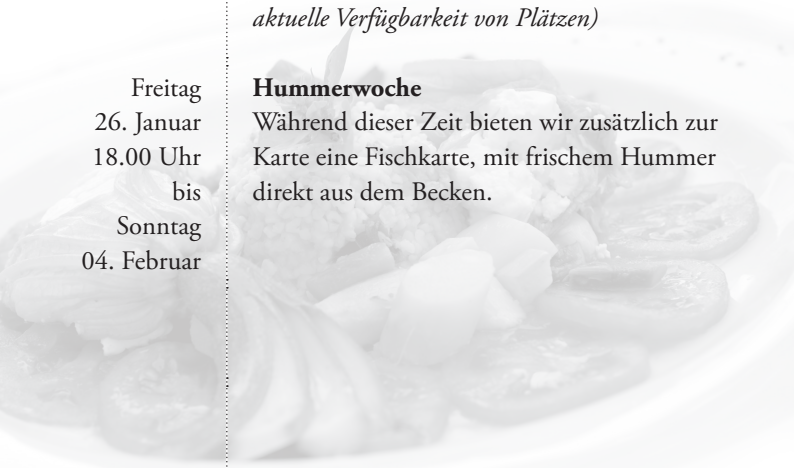 aktuelle Verfügbarkeit von Plätzen)
Freitag
26. Januar
18.00 Uhr
bis
Sonntag
04. Februar
Hummerwoche
Während dieser Zeit bieten wir zusätzlich zur
Karte eine Fischkarte, mit frischem Hummer
direkt aus dem Becken.